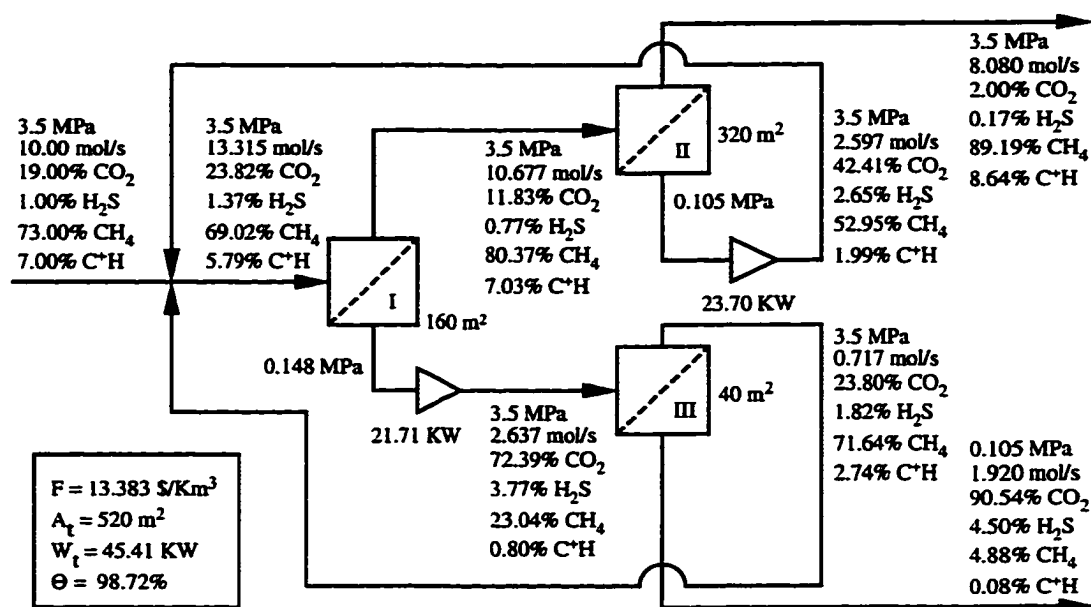 3.5 MPa
10.00 mol/s
19.00% CO₂
1.00% H₂S
73.00% CH₄
7.00% C⁺H
3.5 MPa
13.315 mol/s
23.82% CO₂
1.37% H₂S
69.02% CH₄
5.79% C⁺H
I
160 m²
3.5 MPa
10.677 mol/s
11.83% CO₂
0.77% H₂S
80.37% CH₄
7.03% C⁺H
II
320 m²
0.105 MPa
23.70 KW
3.5 MPa
2.597 mol/s
42.41% CO₂
2.65% H₂S
52.95% CH₄
1.99% C⁺H
3.5 MPa
8.080 mol/s
2.00% CO₂
0.17% H₂S
89.19% CH₄
8.64% C⁺H
0.148 MPa
21.71 KW
3.5 MPa
2.637 mol/s
72.39% CO₂
3.77% H₂S
23.04% CH₄
0.80% C⁺H
III
40 m²
3.5 MPa
0.717 mol/s
23.80% CO₂
1.82% H₂S
71.64% CH₄
2.74% C⁺H
0.105 MPa
1.920 mol/s
90.54% CO₂
4.50% H₂S
4.88% CH₄
0.08% C⁺H
F = 13.383 $/Km³
Aₜ = 520 m²
Wₜ = 45.41 KW
Θ = 98.72%